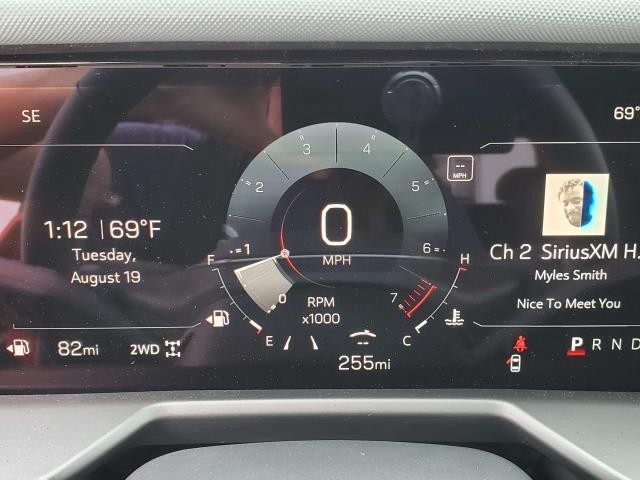 SE
69°
3 4
2 5
1 6
0 7
--
MPH
0
MPH
1:12 | 69°F
Tuesday,
August 19
F
E
H
C
RPM
x1000
Ch 2 SiriusXM H.
Myles Smith
Nice To Meet You
82mi 2WD
255mi
P R N D